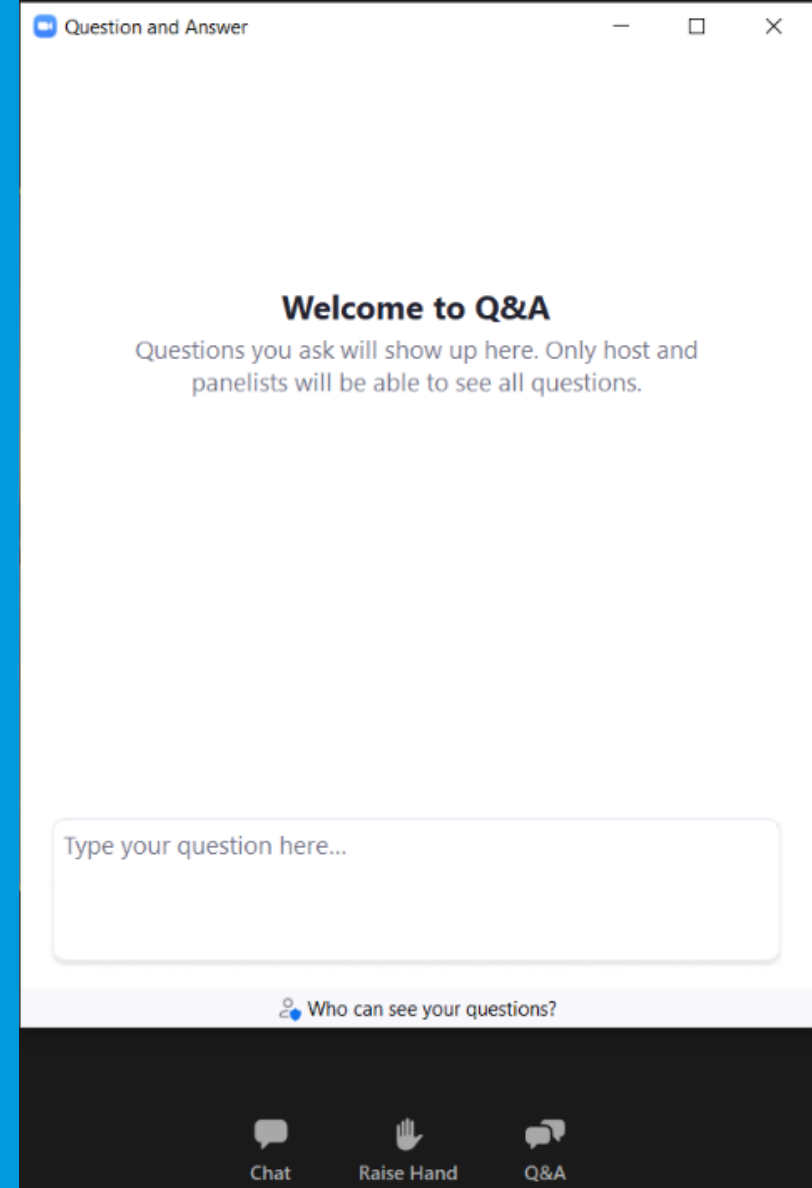 Question and Answer
Welcome to Q&A
Questions you ask will show up here. Only host and
panelists will be able to see all questions.
Type your question here...
Who can see your questions?
Chat Raise Hand Q&A